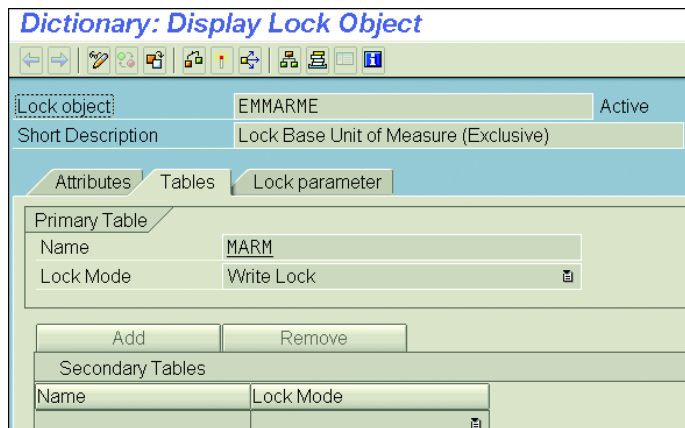 Dictionary: Display Lock Object
Lock object EMMARME Active
Short Description Lock Base Unit of Measure (Exclusive)
Attributes Tables Lock parameter
Primary Table
Name MARM
Lock Mode Write Lock
Add Remove
Secondary Tables
Name Lock Mode